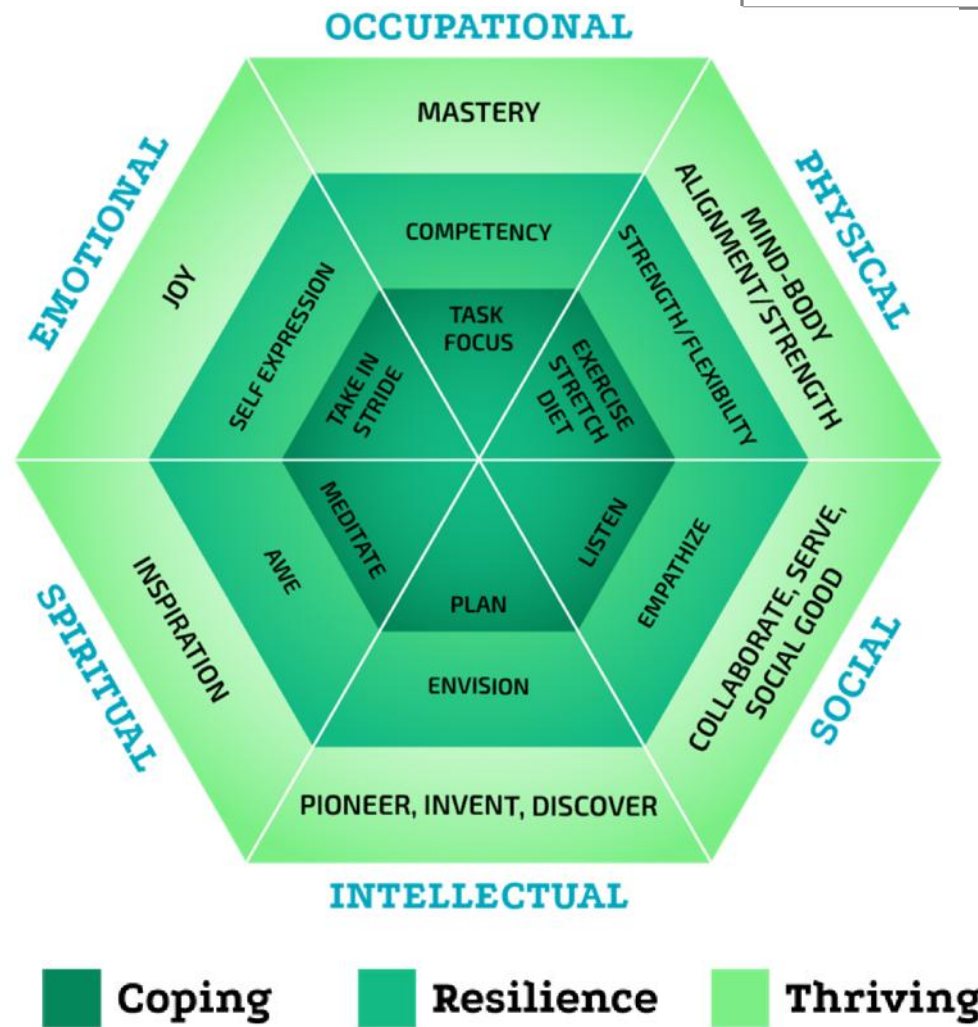 OCCUPATIONAL
MASTERY
COMPETENCY
TASK
FOCUS
EMOTIONAL
JOY
SELF EXPRESSION
TAKE IN
STRIDE
PHYSICAL
MIND-BODY
ALIGNMENT/STRENGTH
STRENGTH/FLEXIBILITY
EXERCISE
STRETCH
DIET
SPIRITUAL
INSPIRATION
AWE
MEDITATE
SOCIAL
COLLABORATE, SERVE,
SOCIAL GOOD
EMPATHIZE
LISTEN
PLAN
ENVISION
PIONEER, INVENT, DISCOVER
INTELLECTUAL
Coping
Resilience
Thriving